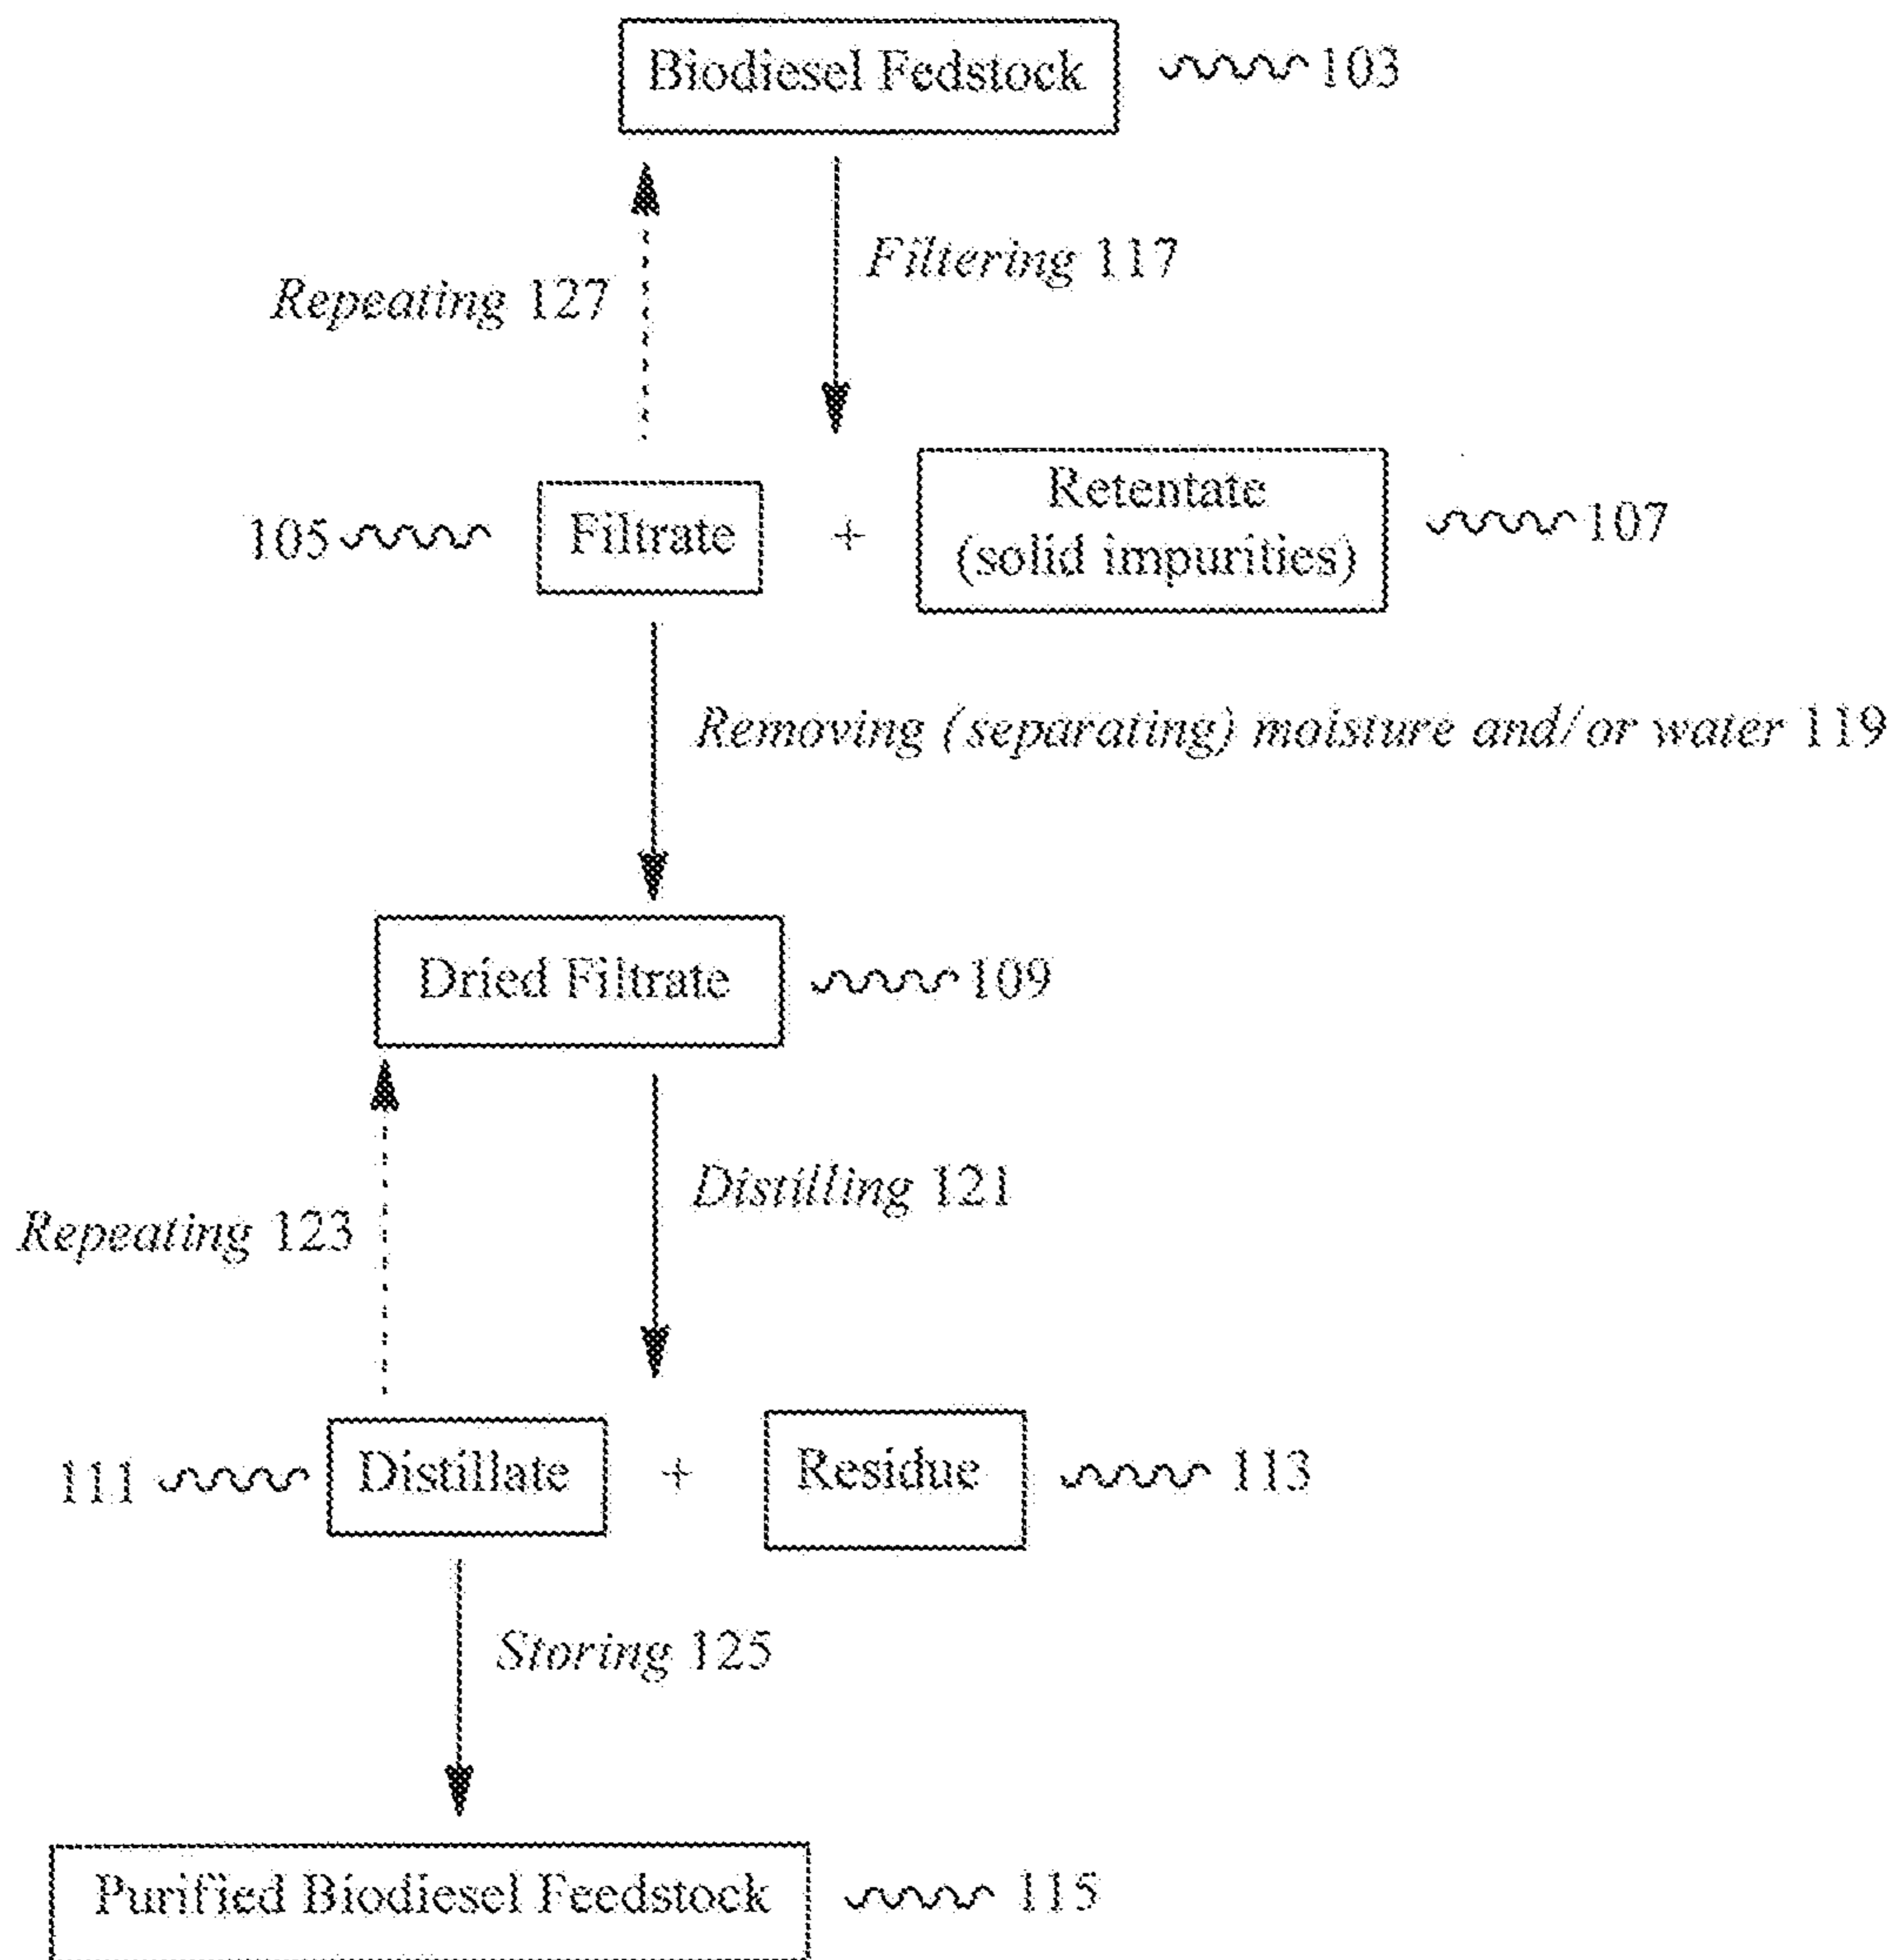 Biodiesel Fedstock 103
Repeating 127
Filtering 117
105 Filtrate + Retentate (solid impurities) 107
Removing (separating) moisture and/or water 119
Dried Filtrate 109
Repeating 123
Distilling 121
111 Distillate + Residue 113
Storing 125
Purified Biodiesel Feedstock 115